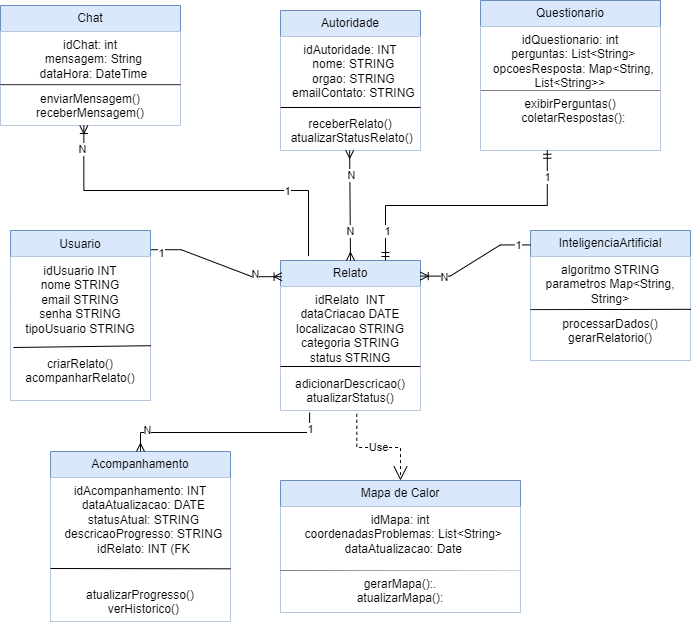 Chat
idChat: int
mensagem: String
dataHora: DateTime
enviarMensagem()
receberMensagem()
Autoridade
idAutoridade: INT
nome: STRING
orgao: STRING
emailContato: STRING
receberRelato()
atualizarStatusRelato()
Questionario
idQuestionario: int
perguntas: List<String>
opcoesResposta: Map<String,
List<String>>
exibirPerguntas()
coletarRespostas():
N
1
N
N
1
1
Usuario
idUsuario INT
nome STRING
email STRING
senha STRING
tipoUsuario STRING
criarRelato()
acompanharRelato()
1
N
Relato
idRelato  INT
dataCriacao DATE
localizacao STRING
categoria STRING
status STRING
adicionarDescricao()
atualizarStatus()
N
1
InteligenciaArtificial
algoritmo STRING
parametros Map<String,
String>
processarDados()
gerarRelatorio()
N
1
Use
Acompanhamento
idAcompanhamento: INT
dataAtualizacao: DATE
statusAtual: STRING
descricaoProgresso: STRING
idRelato: INT (FK
atualizarProgresso()
verHistorico()
Mapa de Calor
idMapa: int
coordenadasProblemas: List<String>
dataAtualizacao: Date
gerarMapa():.
atualizarMapa():